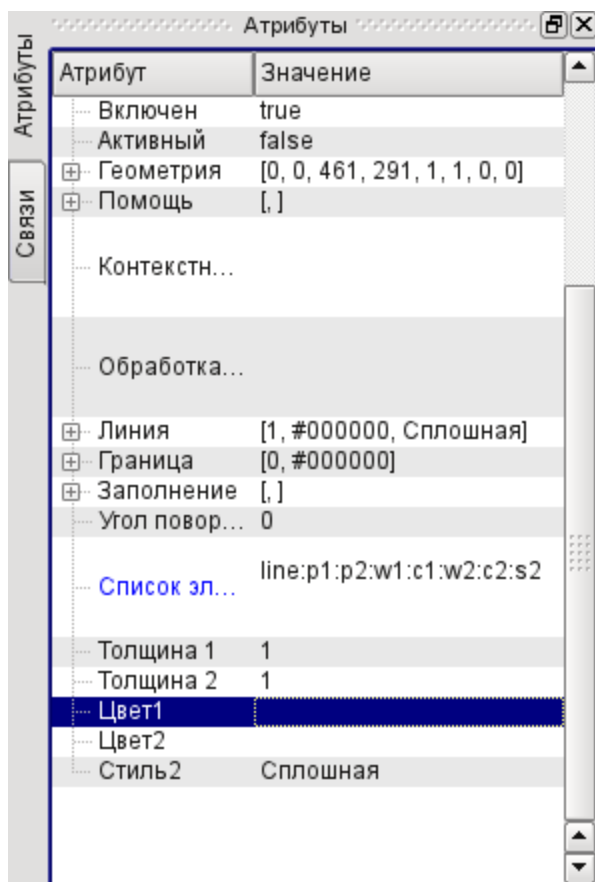 Атрибуты
Атрибуты
Связи
Атрибут Значение
Включен true
Активный false
Геометрия [0, 0, 461, 291, 1, 1, 0, 0]
Помощь [, ]
Контекстн...
Обработка...
Линия [1, #000000, Сплошная]
Граница [0, #000000]
Заполнение [, ]
Угол повор... 0
Список эл... line:p1:p2:w1:c1:w2:c2:s2
Толщина 1 1
Толщина 2 1
Цвет1
Цвет2
Стиль2 Сплошная